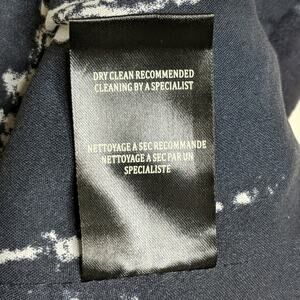 DRY CLEAN RECOMMENDED
CLEANING BY A SPECIALIST
NETTOYAGE A SEC RECOMMANDE
NETTOYAGE A SEC PAR UN
SPECIALISTE